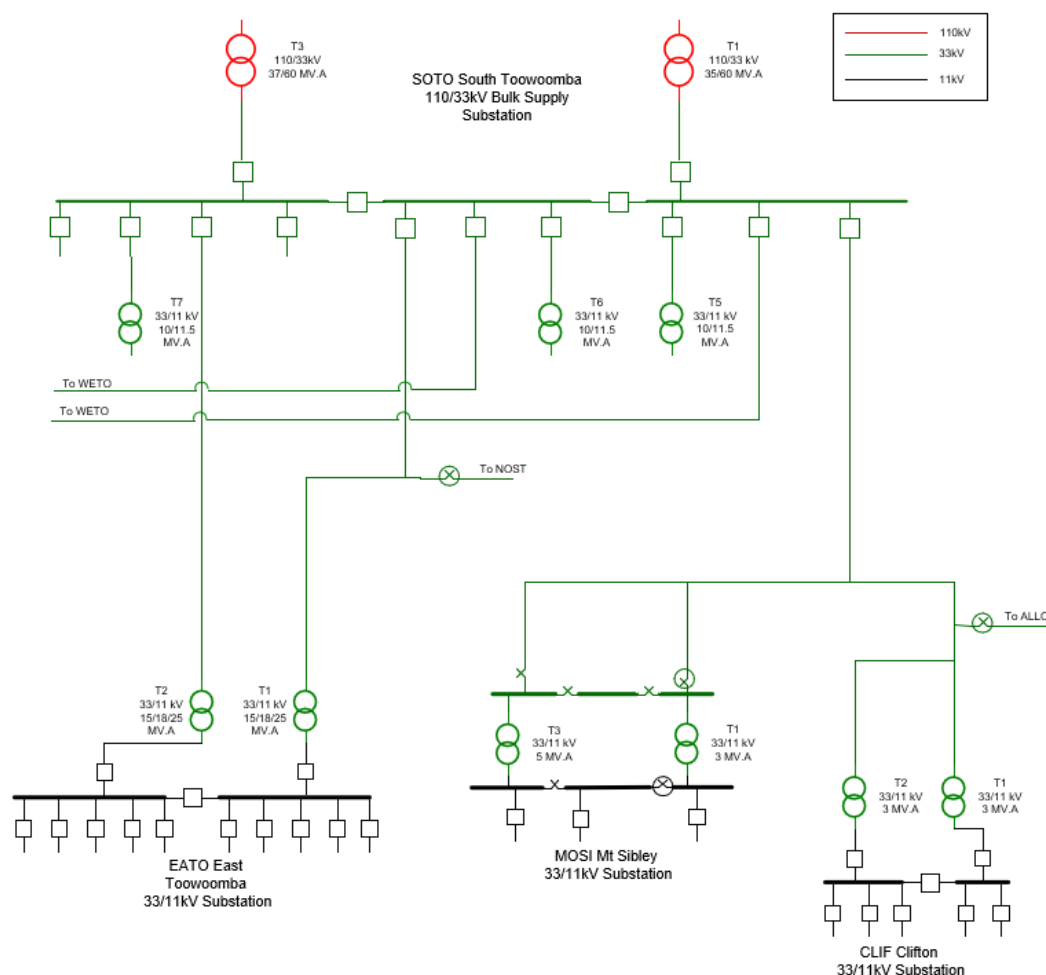 T3
110/33kV
37/60 MV.A
SOTO South Toowoomba
110/33kV Bulk Supply
Substation
T1
110/33 kV
35/60 MV.A
110kV
33kV
11kV
T7
33/11 kV
10/11.5
MV.A
T6
33/11 kV
10/11.5
MV.A
T5
33/11 kV
10/11.5
MV.A
To WETO
To WETO
To NOST
To ALLO
T2
33/11 kV
15/18/25
MV.A
T1
33/11 kV
15/18/25
MV.A
T3
33/11 kV
5 MV.A
T1
33/11 kV
3 MV.A
T2
33/11 kV
3 MV.A
T1
33/11 kV
3 MV.A
EATO East
Toowoomba
33/11kV Substation
MOSI Mt Sibley
33/11kV Substation
CLIF Clifton
33/11kV Substation